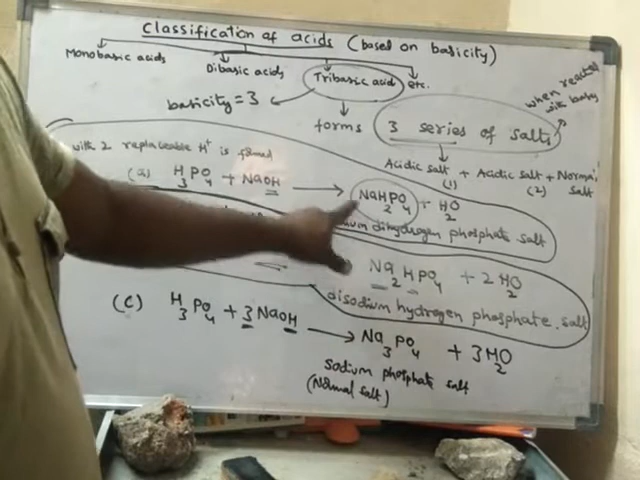 Classification of acids (based on basicity)
Monobasic acids Dibasic acids Tribasic acid etc.
basicity = 3
forms
3 series of salts
when reacted with base
Acidic salt (1) + Acidic salt (2) + Normal salt
with 2 replaceable H⁺ is formed
(a) H₃PO₄ + NaOH → NaH₂PO₄ + H₂O
dihydrogen phosphate salt
Na₂HPO₄ + 2H₂O
disodium hydrogen phosphate salt
(C) H₃PO₄ + 3NaOH → Na₃PO₄ + 3H₂O
Sodium phosphate salt
(Normal salt)